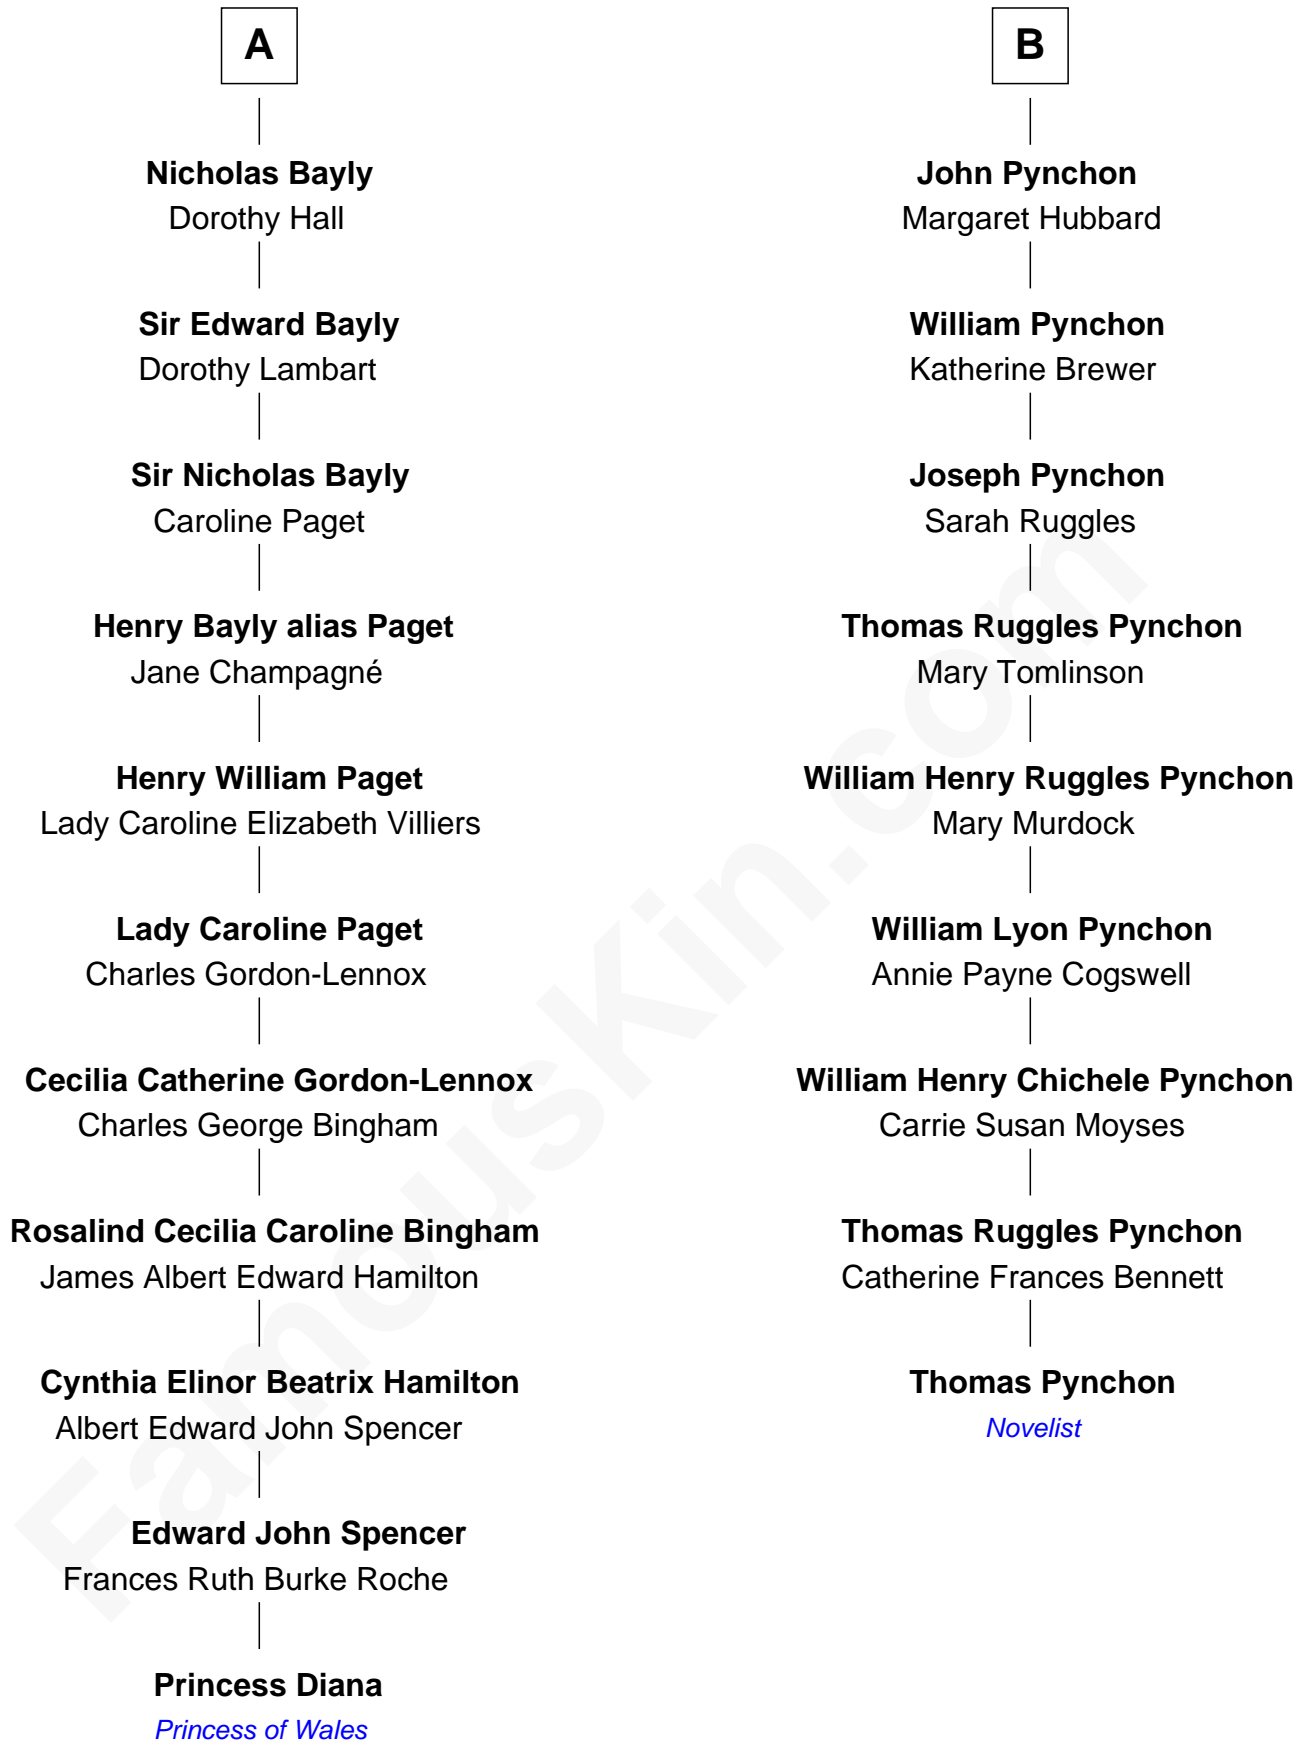 A
Nicholas Bayly
Dorothy Hall
Sir Edward Bayly
Dorothy Lambart
Sir Nicholas Bayly
Caroline Paget
Henry Bayly alias Paget
Jane Champagné
Henry William Paget
Lady Caroline Elizabeth Villiers
Lady Caroline Paget
Charles Gordon-Lennox
Cecilia Catherine Gordon-Lennox
Charles George Bingham
Rosalind Cecilia Caroline Bingham
James Albert Edward Hamilton
Cynthia Elinor Beatrix Hamilton
Albert Edward John Spencer
Edward John Spencer
Frances Ruth Burke Roche
Princess Diana
Princess of Wales
B
John Pynchon
Margaret Hubbard
William Pynchon
Katherine Brewer
Joseph Pynchon
Sarah Ruggles
Thomas Ruggles Pynchon
Mary Tomlinson
William Henry Ruggles Pynchon
Mary Murdock
William Lyon Pynchon
Annie Payne Cogswell
William Henry Chichele Pynchon
Carrie Susan Moyses
Thomas Ruggles Pynchon
Catherine Frances Bennett
Thomas Pynchon
Novelist
FamousKin.com